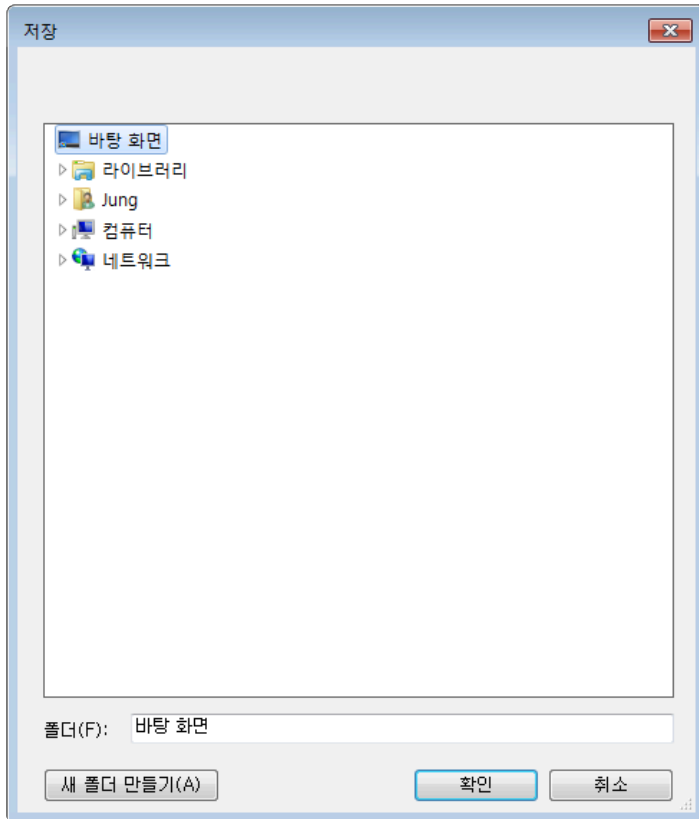 저장
바탕 화면
라이브러리
Jung
컴퓨터
네트워크
폴더(F): 바탕 화면
새 폴더 만들기(A) 확인 취소